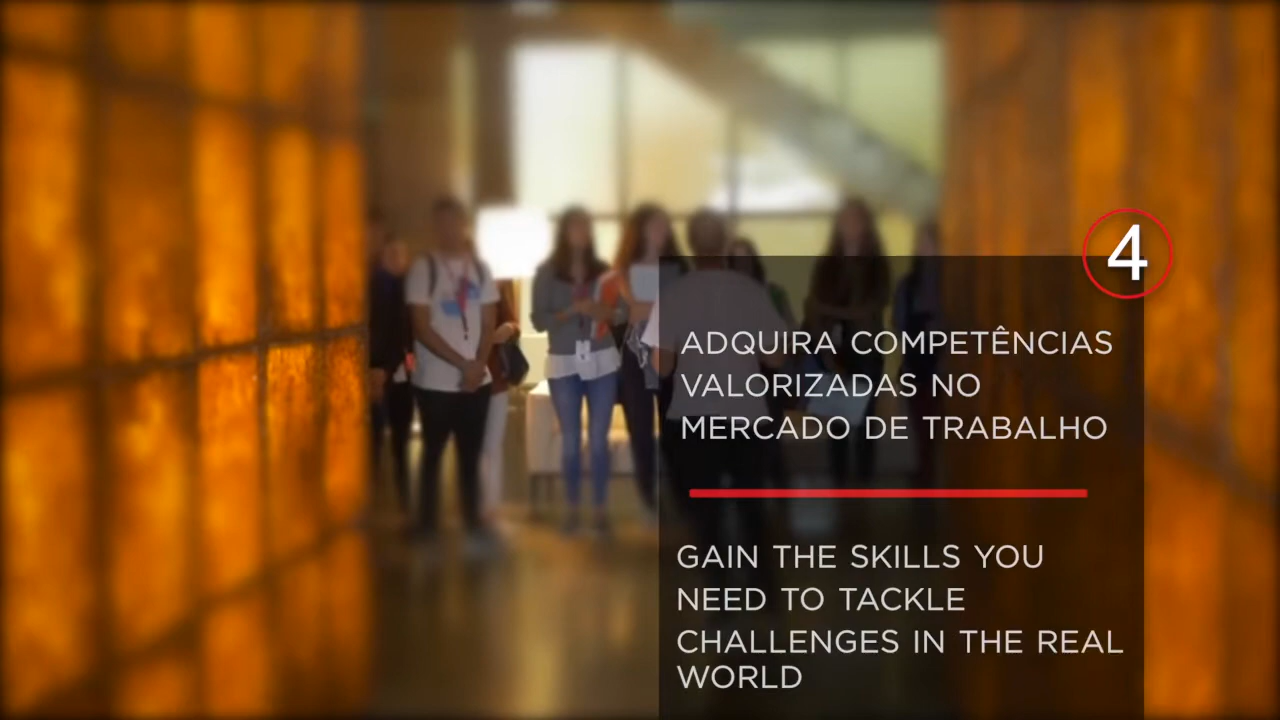 4
ADQUIRA COMPETÊNCIAS
VALORIZADAS NO
MERCADO DE TRABALHO
GAIN THE SKILLS YOU
NEED TO TACKLE
CHALLENGES IN THE REAL
WORLD